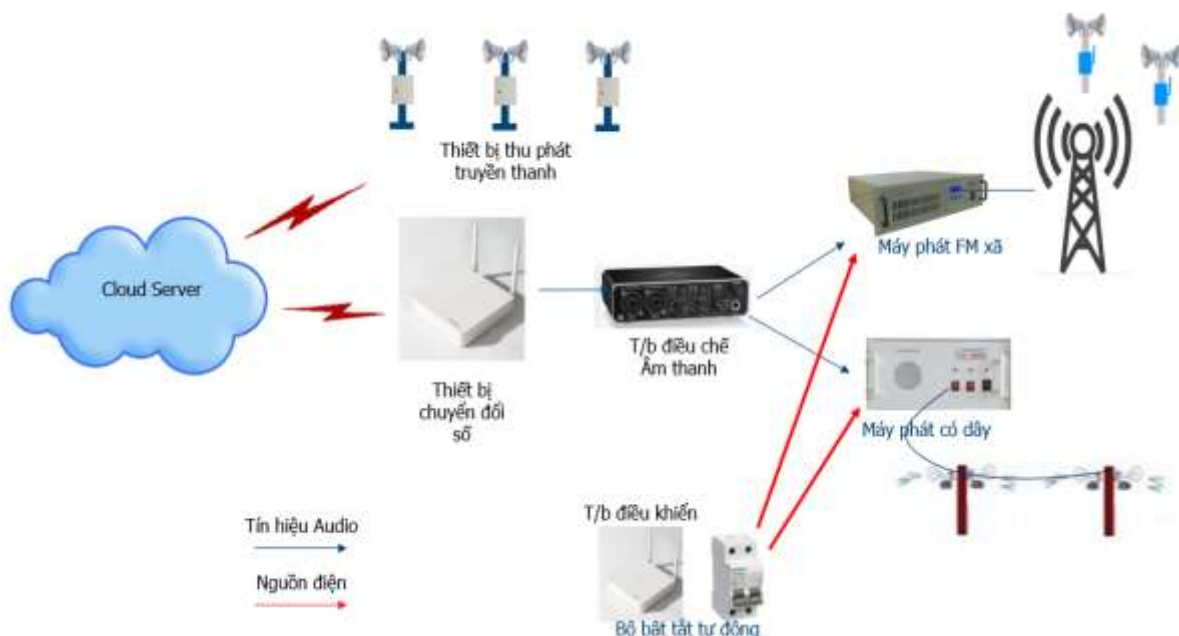 Thiết bị thu phát
truyền thanh
Cloud Server
Máy phát FM xã
T/b điều chế
Âm thanh
Thiết bị
chuyển đổi
số
Máy phát có dây
Tín hiệu Audio
Nguồn điện
T/b điều khiển
Bộ bật tắt tự động